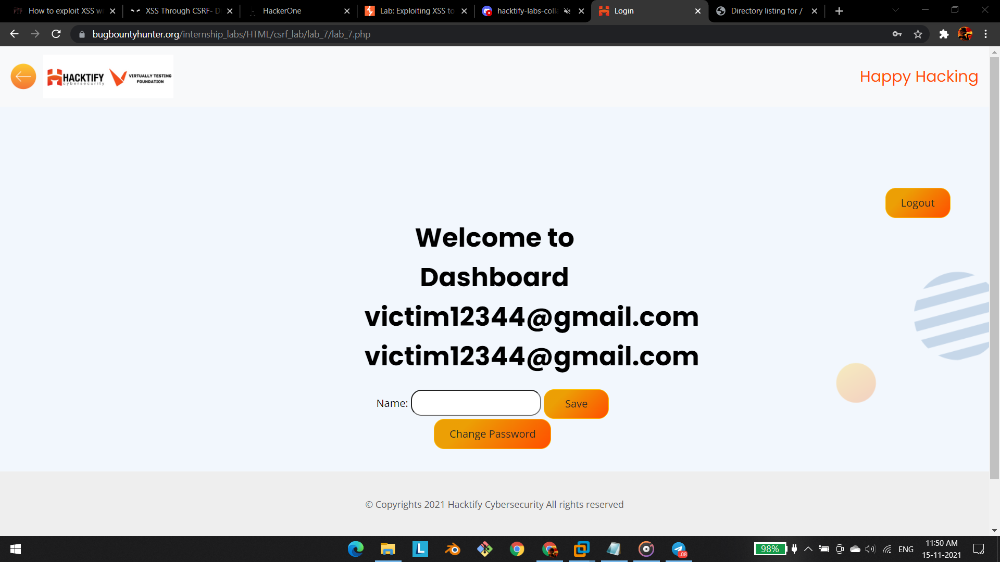 How to exploit XSS wi
XSS Through CSRF- D
HackerOne
Lab: Exploiting XSS to
hacktify-labs-colla
Login
Directory listing for /
bugbountyhunter.org/internship_labs/HTML/csrf_lab/lab_7/lab_7.php
HACKTIFY
cybersecurity
VIRTUALLY TESTING
FOUNDATION
Happy Hacking
Logout
Welcome to
Dashboard
victim12344@gmail.com
victim12344@gmail.com
Name:
Save
Change Password
© Copyrights 2021 Hacktify Cybersecurity All rights reserved
98%
ENG
11:50 AM
15-11-2021